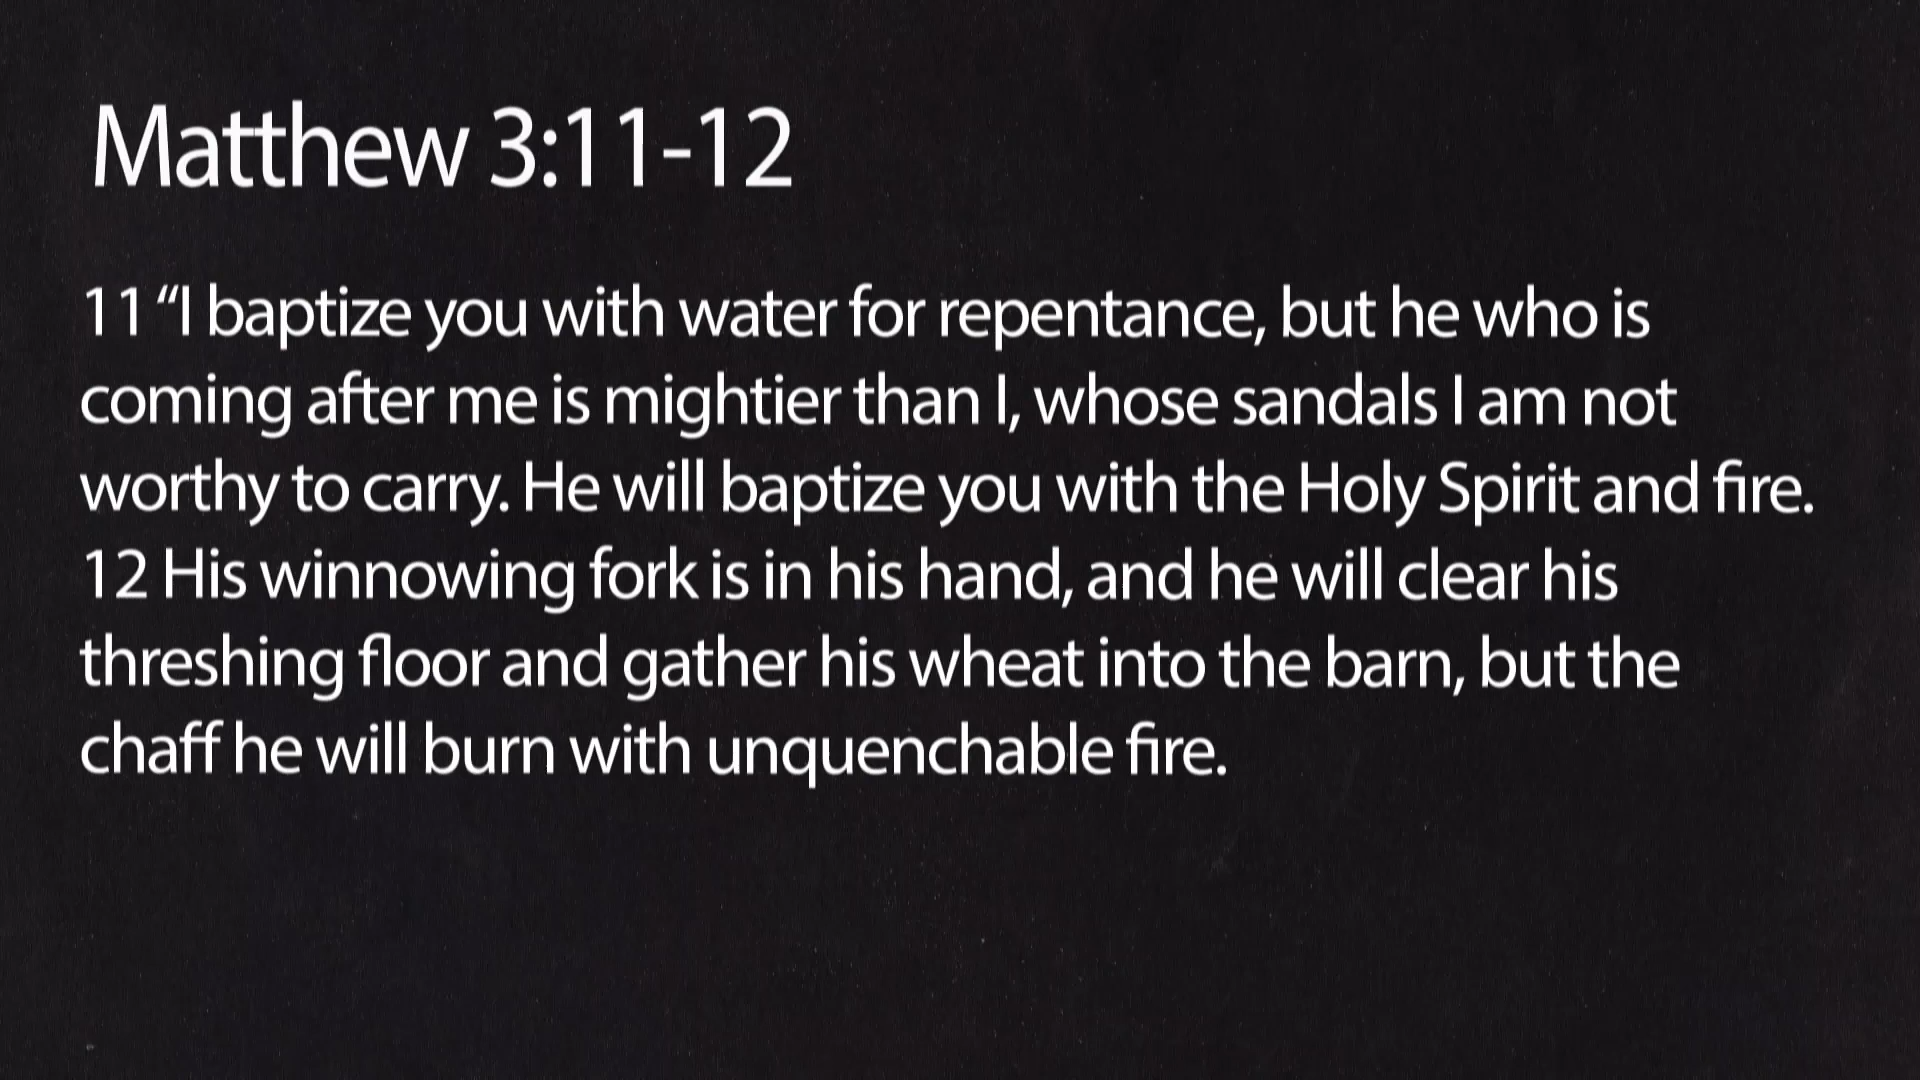 Matthew 3:11-12
11 “I baptize you with water for repentance, but he who is
coming after me is mightier than I, whose sandals I am not
worthy to carry. He will baptize you with the Holy Spirit and fire.
12 His winnowing fork is in his hand, and he will clear his
threshing floor and gather his wheat into the barn, but the
chaff he will burn with unquenchable fire.